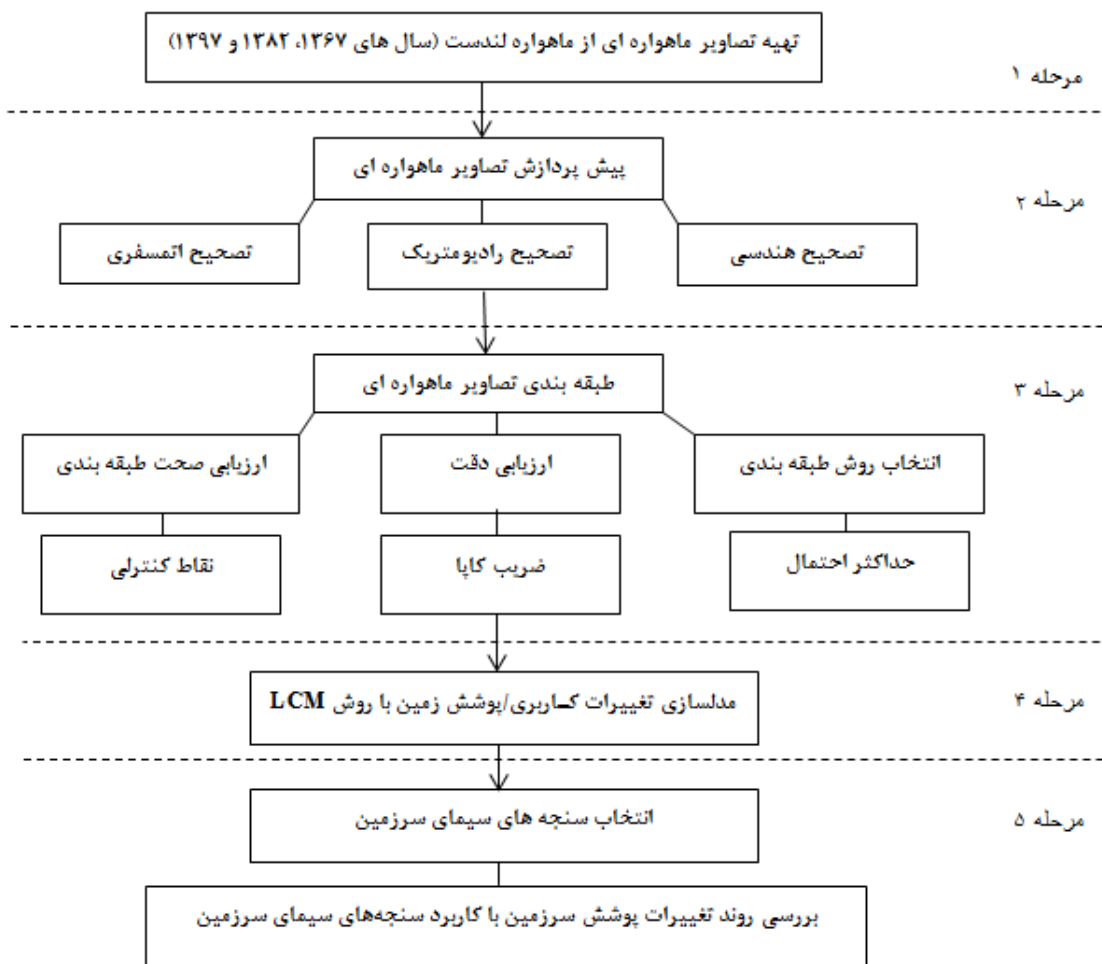 تهیه تصاویر ماهواره ای از ماهواره لندست (سال های ۱۳۶۷، ۱۳۸۲ و ۱۳۹۷)
مرحله ۱
پیش پردازش تصاویر ماهواره ای
مرحله ۲
تصحیح هندسی
تصحیح رادیومتریک
تصحیح اتمسفری
طبقه بندی تصاویر ماهواره ای
مرحله ۳
انتخاب روش طبقه بندی
ارزیابی دقت
ارزیابی صحت طبقه بندی
حداکثر احتمال
ضریب کاپا
نقاط کنترلی
مدلسازی تغییرات کاربری/پوشش زمین با روش LCM
مرحله ۴
انتخاب سنجه های سیمای سرزمین
مرحله ۵
بررسی روند تغییرات پوشش سرزمین با کاربرد سنجه‌های سیمای سرزمین